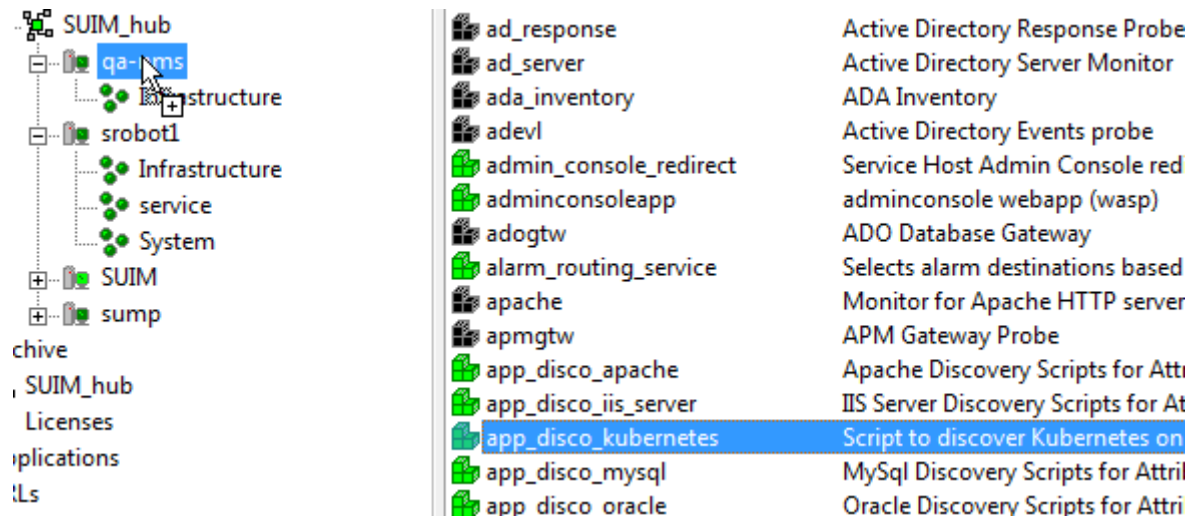 SUIM_hub
qa-
Infrastructure
srobot1
Infrastructure
service
System
SUIM
sump
chive
SUIM_hub
Licenses
plications
Ls
ad_response Active Directory Response Probe
ad_server Active Directory Server Monitor
ada_inventory ADA Inventory
adevl Active Directory Events probe
admin_console_redirect Service Host Admin Console red
adminconsoleapp adminconsole webapp (wasp)
adogtw ADO Database Gateway
alarm_routing_service Selects alarm destinations based
apache Monitor for Apache HTTP server
apmgtw APM Gateway Probe
app_disco_apache Apache Discovery Scripts for Att
app_disco_iis_server IIS Server Discovery Scripts for At
app_disco_kubernetes Script to discover Kubernetes on
app_disco_mysql MySql Discovery Scripts for Attri
app_disco_oracle Oracle Discovery Scripts for Attri